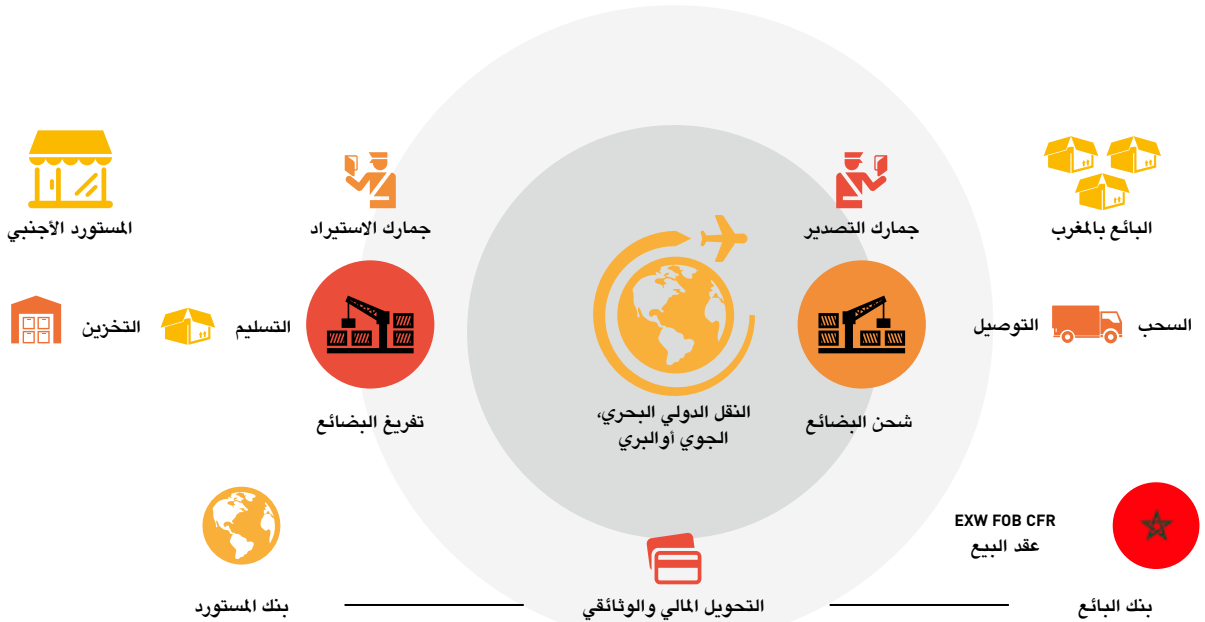 البائع بالمغرب
جمارك التصدير
جمارك الاستيراد
المستورد الأجنبي
السحب
التوصيل
التسليم
التخزين
شحن البضائع
النقل الدولي البحري،
الجوي أوالبري
تفريغ البضائع
EXW FOB CFR
عقد البيع
بنك البائع
التحويل المالي والوثائقي
بنك المستورد